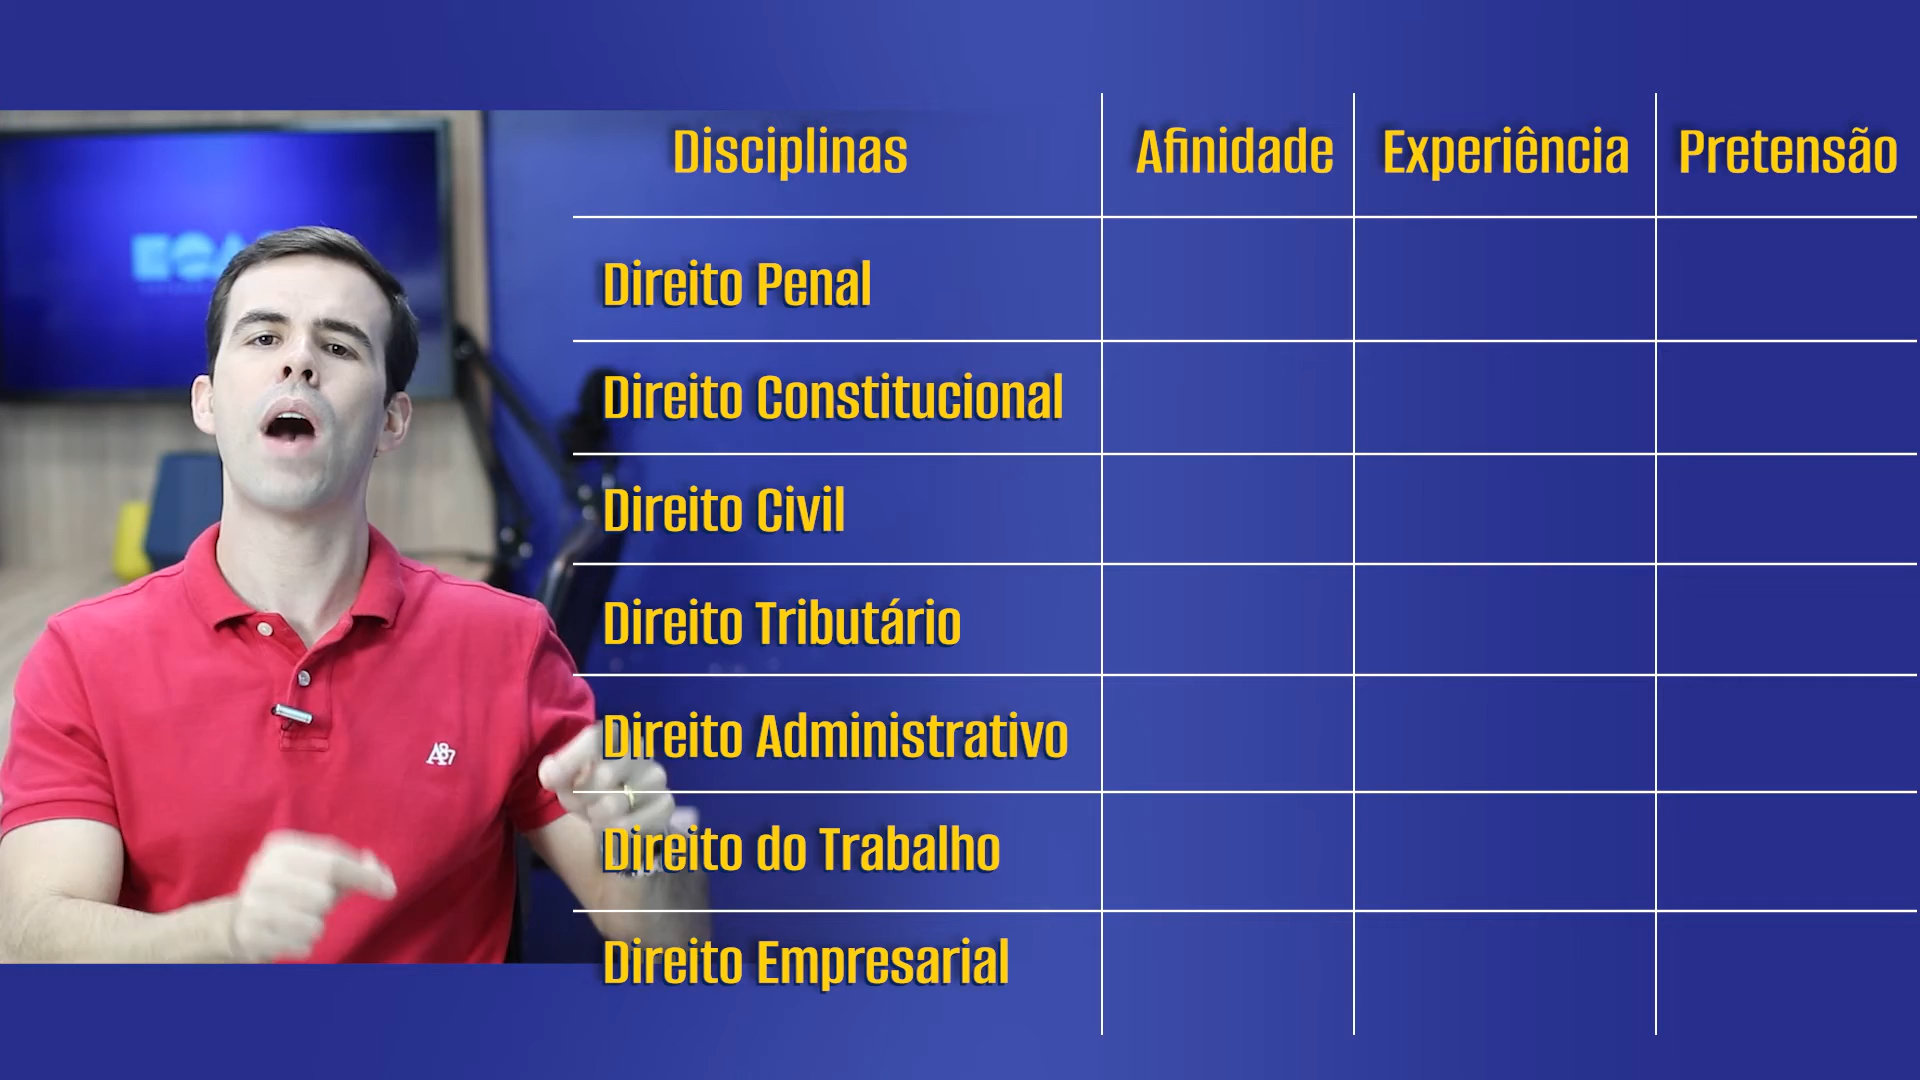 Disciplinas Afinidade Experiência Pretensão
Direito Penal
Direito Constitucional
Direito Civil
Direito Tributário
Direito Administrativo
Direito do Trabalho
Direito Empresarial